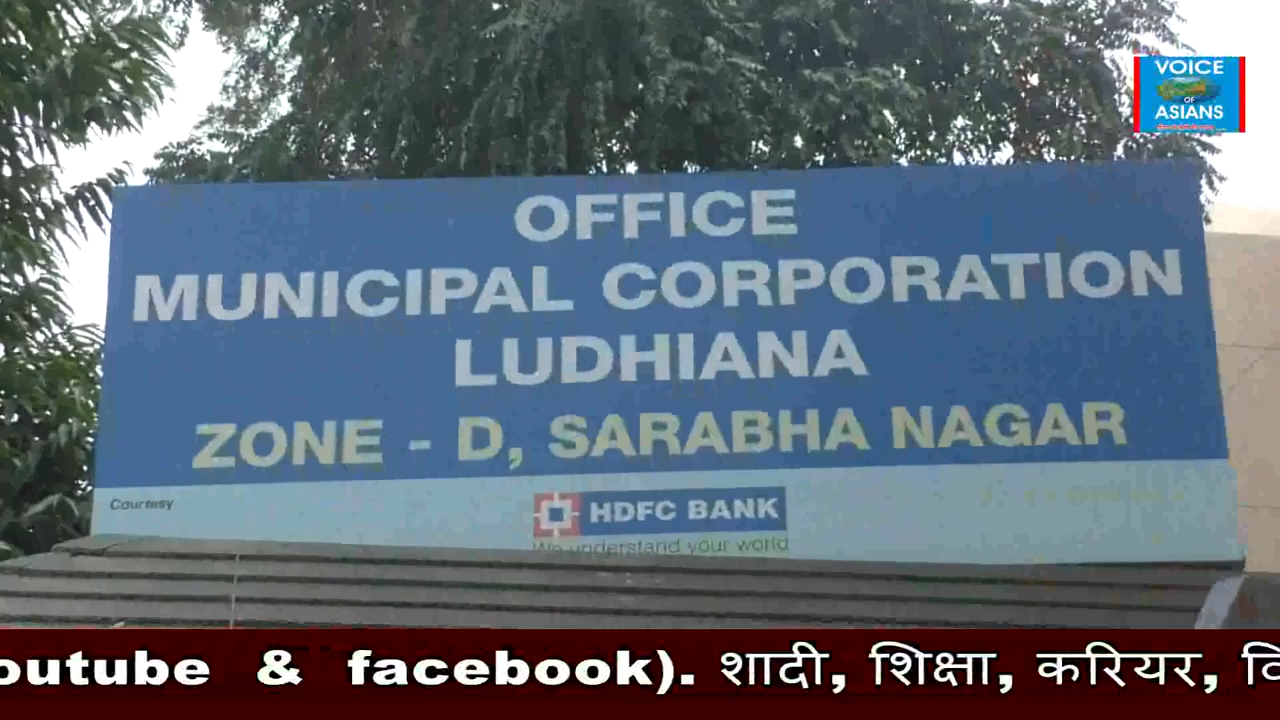 VOICE
OF
ASIANS
OFFICE
MUNICIPAL CORPORATION
LUDHIANA
ZONE - D, SARABHA NAGAR
Courtesy
HDFC BANK
We understand your world
outube & facebook). शादी, शिक्षा, करियर,